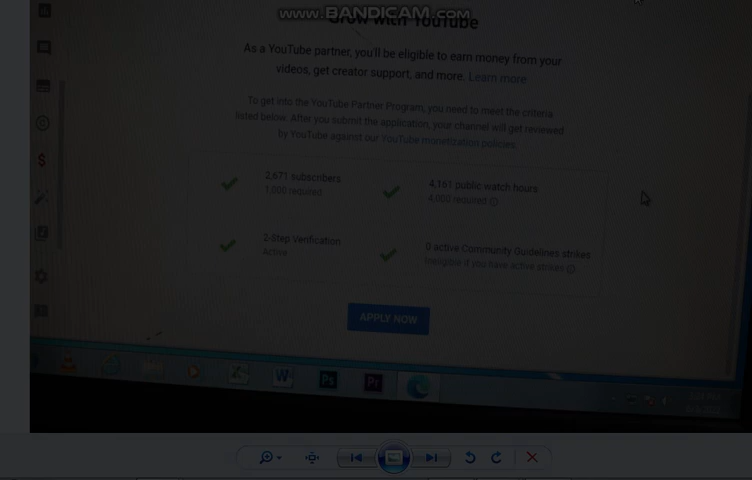 www.BANDICAM.com
Grow with YouTube
As a YouTube partner, you'll be eligible to earn money from your
videos, get creator support, and more. Learn more
To get into the YouTube Partner Program, you need to meet the criteria
listed below. After you submit the application, your channel will get reviewed
by YouTube against our YouTube monetization policies.
2,671 subscribers
1,000 required
4,161 public watch hours
4,000 required
2-Step Verification
Active
0 active Community Guidelines strikes
Ineligible if you have active strikes
APPLY NOW
W
Ps
Pr